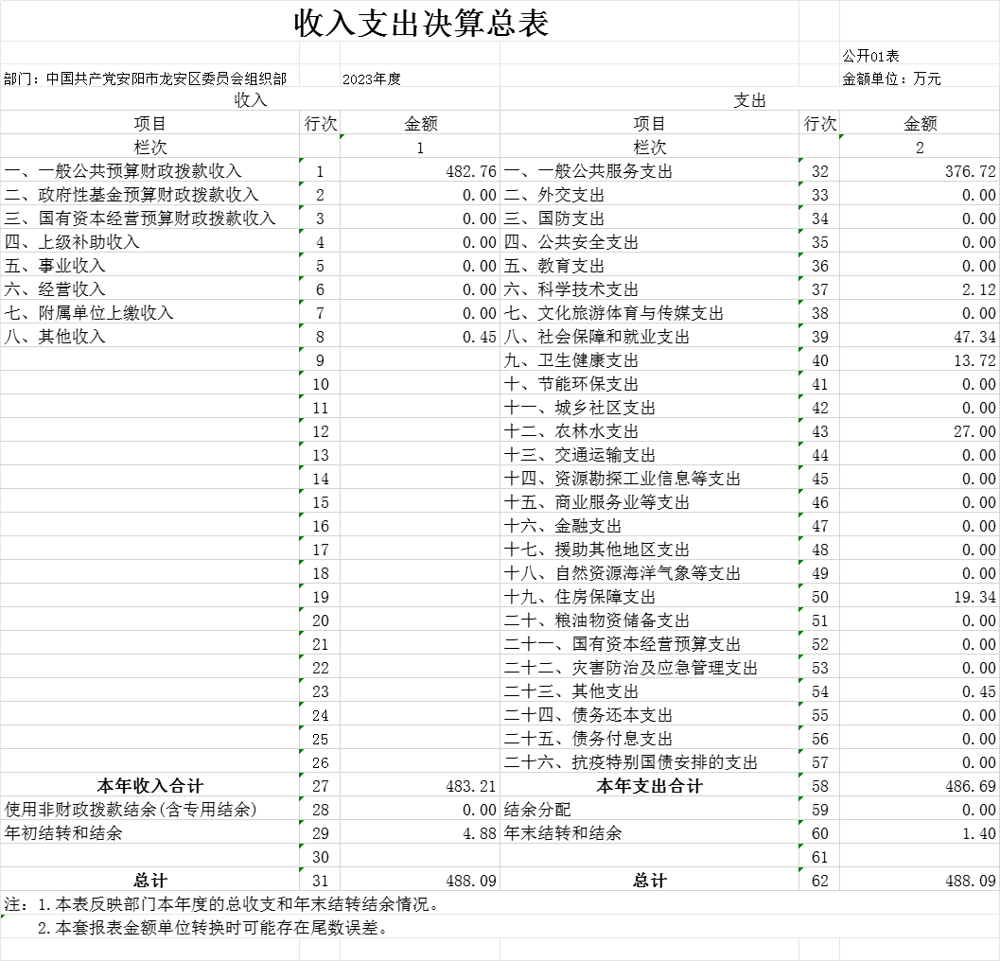 收入支出决算总表
公开01表
部门：中国共产党安阳市龙安区委员会组织部 2023年度 金额单位：万元
收入 支出
项目 行次 金额 项目 行次 金额
栏次 1 栏次 2
一、一般公共预算财政拨款收入 1 482.76 一、一般公共服务支出 32 376.72
二、政府性基金预算财政拨款收入 2 0.00 二、外交支出 33 0.00
三、国有资本经营预算财政拨款收入 3 0.00 三、国防支出 34 0.00
四、上级补助收入 4 0.00 四、公共安全支出 35 0.00
五、事业收入 5 0.00 五、教育支出 36 0.00
六、经营收入 6 0.00 六、科学技术支出 37 2.12
七、附属单位上缴收入 7 0.00 七、文化旅游体育与传媒支出 38 0.00
八、其他收入 8 0.45 八、社会保障和就业支出 39 47.34
9 九、卫生健康支出 40 13.72
10 十、节能环保支出 41 0.00
11 十一、城乡社区支出 42 0.00
12 十二、农林水支出 43 27.00
13 十三、交通运输支出 44 0.00
14 十四、资源勘探工业信息等支出 45 0.00
15 十五、商业服务业等支出 46 0.00
16 十六、金融支出 47 0.00
17 十七、援助其他地区支出 48 0.00
18 十八、自然资源海洋气象等支出 49 0.00
19 十九、住房保障支出 50 19.34
20 二十、粮油物资储备支出 51 0.00
21 二十一、国有资本经营预算支出 52 0.00
22 二十二、灾害防治及应急管理支出 53 0.00
23 二十三、其他支出 54 0.45
24 二十四、债务还本支出 55 0.00
25 二十五、债务付息支出 56 0.00
26 二十六、抗疫特别国债安排的支出 57 0.00
本年收入合计 27 483.21 本年支出合计 58 486.69
使用非财政拨款结余(含专用结余) 28 0.00 结余分配 59 0.00
年初结转和结余 29 4.88 年末结转和结余 60 1.40
30 61
总计 31 488.09 总计 62 488.09
注：1.本表反映部门本年度的总收支和年末结转结余情况。
2.本套报表金额单位转换时可能存在尾数误差。